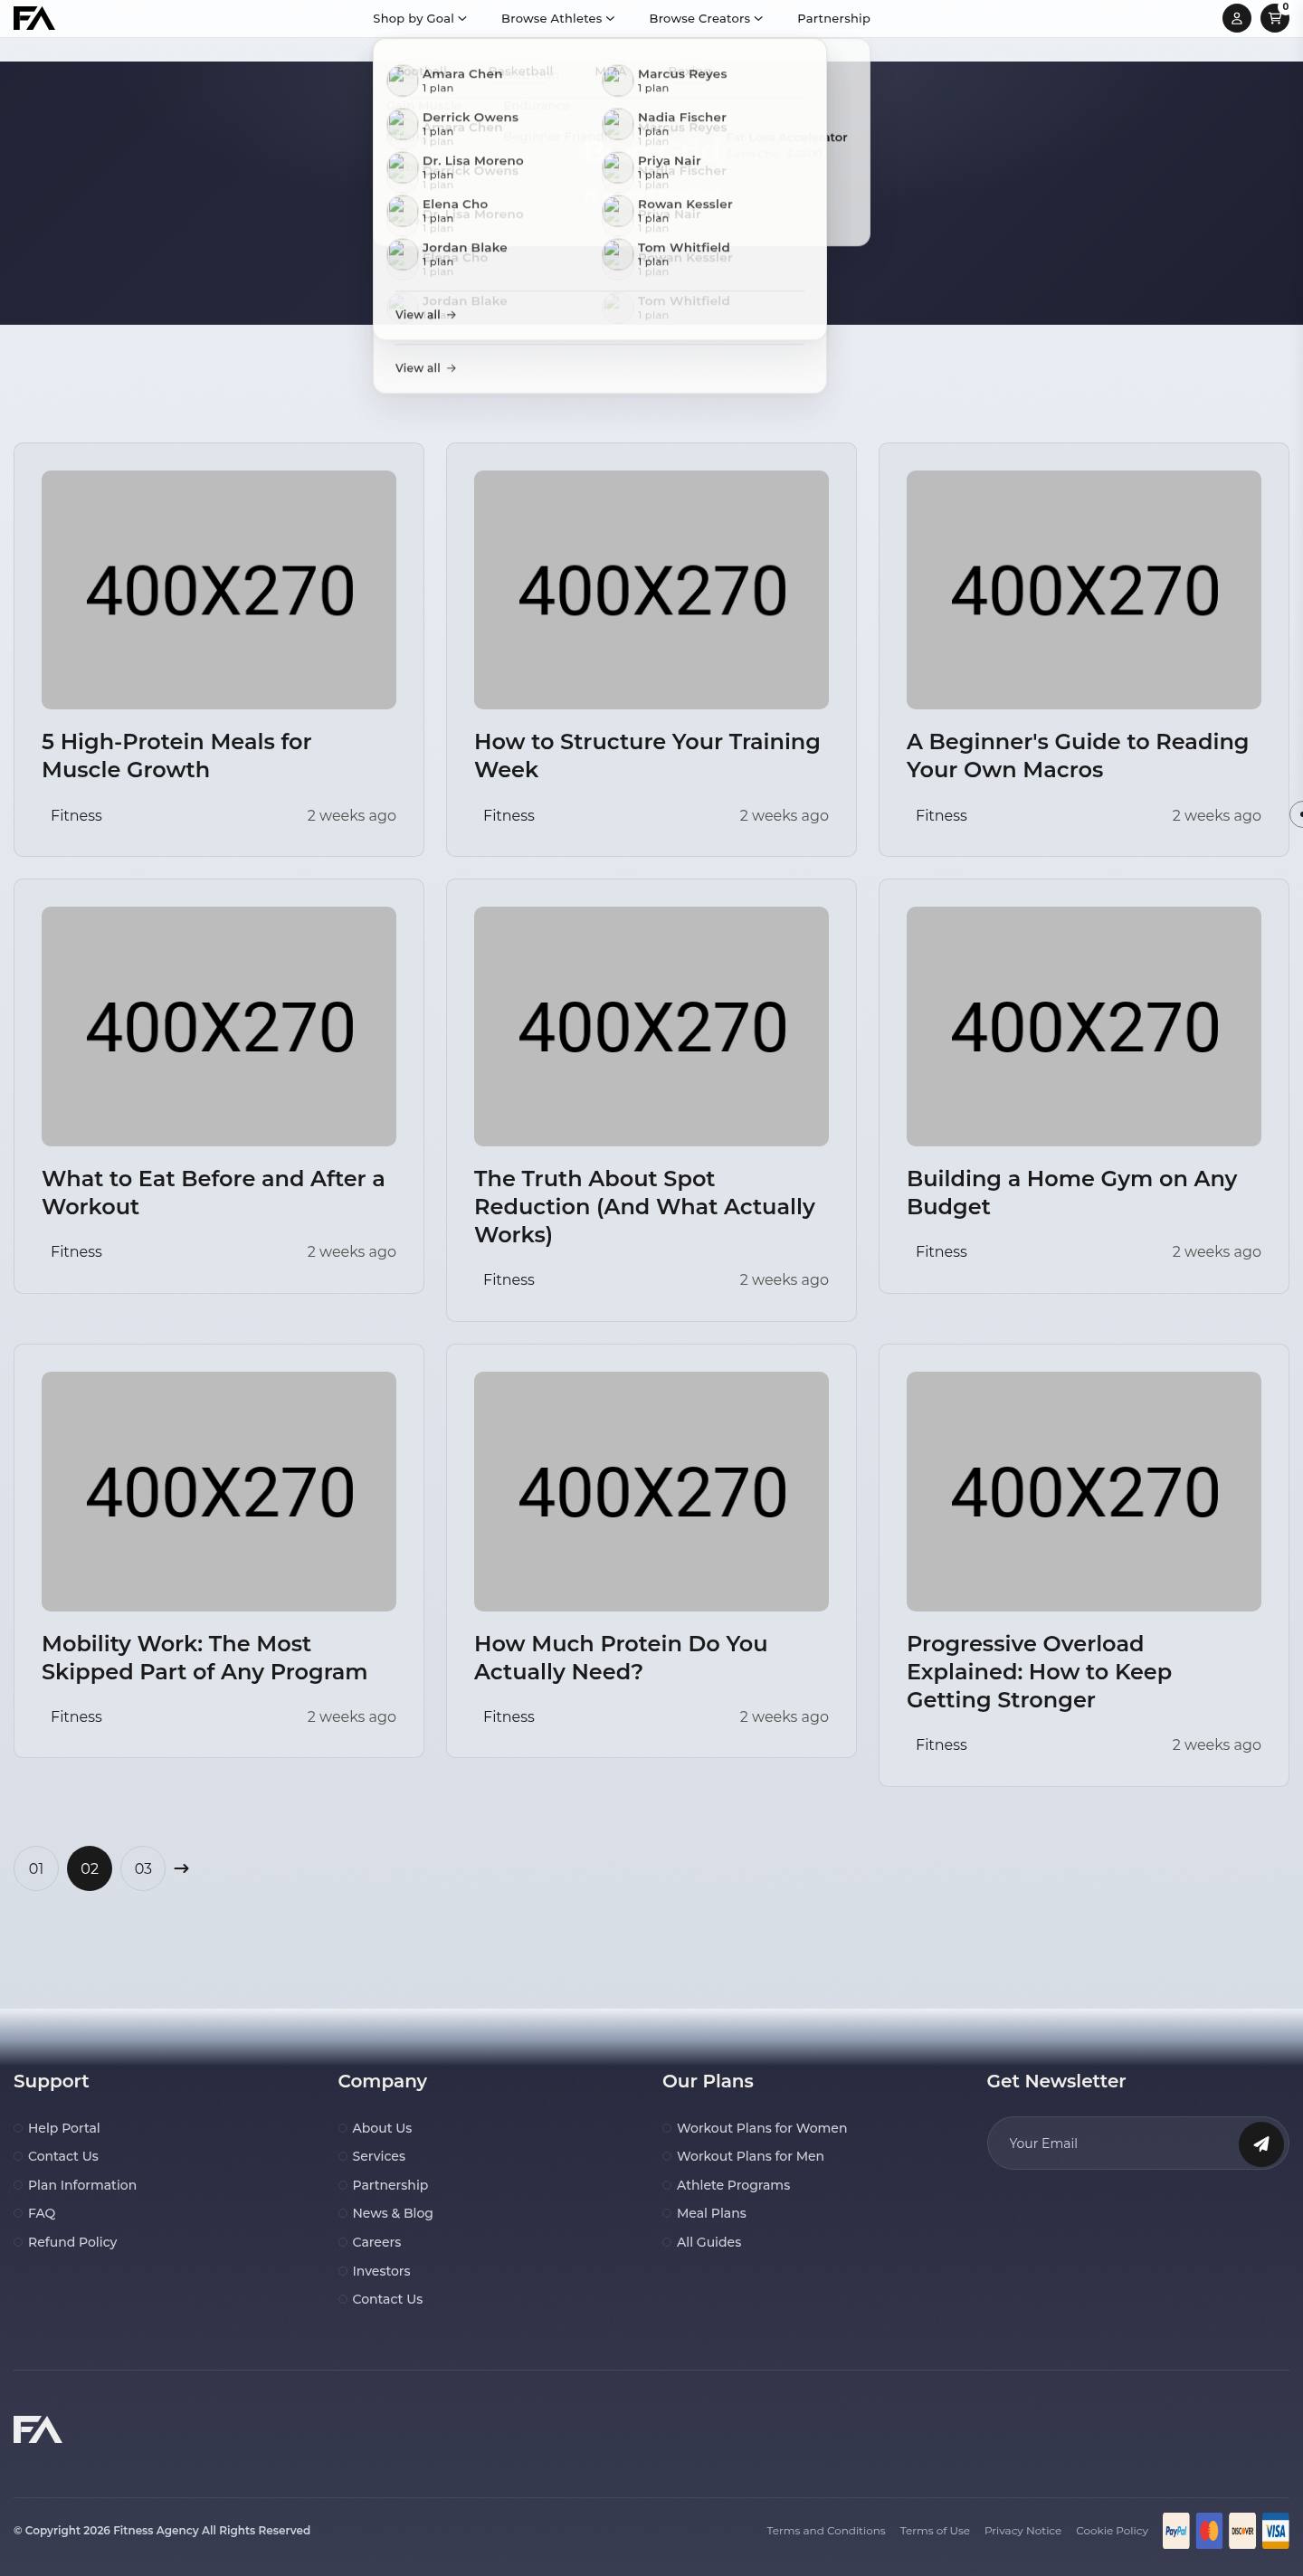 FA
Shop by Goal
Browse Athletes
Browse Creators
Partnership
0
Amara Chen
1 plan
Marcus Reyes
1 plan
Derrick Owens
1 plan
Nadia Fischer
1 plan
Dr. Lisa Moreno
1 plan
Priya Nair
1 plan
Elena Cho
1 plan
Rowan Kessler
1 plan
Jordan Blake
1 plan
Tom Whitfield
1 plan
Jordan Blake
Tom Whitfield
1 plan
View all →
View all →
400X270
400X270
400X270
5 High-Protein Meals for
Muscle Growth
Fitness
2 weeks ago
How to Structure Your Training
Week
Fitness
2 weeks ago
A Beginner's Guide to Reading
Your Own Macros
Fitness
2 weeks ago
400X270
400X270
400X270
What to Eat Before and After a
Workout
Fitness
2 weeks ago
The Truth About Spot
Reduction (And What Actually
Works)
Fitness
2 weeks ago
Building a Home Gym on Any
Budget
Fitness
2 weeks ago
400X270
400X270
400X270
Mobility Work: The Most
Skipped Part of Any Program
Fitness
2 weeks ago
How Much Protein Do You
Actually Need?
Fitness
2 weeks ago
Progressive Overload
Explained: How to Keep
Getting Stronger
Fitness
2 weeks ago
01
02
03
→
Support
Help Portal
Contact Us
Plan Information
FAQ
Refund Policy
Company
About Us
Services
Partnership
News & Blog
Careers
Investors
Contact Us
Our Plans
Workout Plans for Women
Workout Plans for Men
Athlete Programs
Meal Plans
All Guides
Get Newsletter
Your Email
FA
© Copyright 2026 Fitness Agency All Rights Reserved
Terms and Conditions
Terms of Use
Privacy Notice
Cookie Policy
PayPal
DISCOVER
VISA